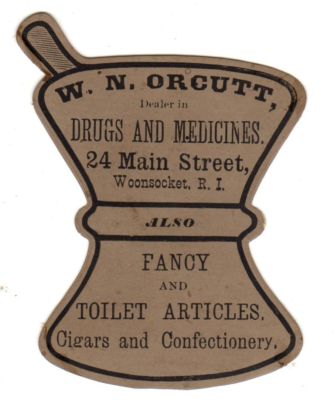 W. N. ORCUTT,
Dealer in
DRUGS AND MEDICINES.
24 Main Street,
Woonsocket, R. I.
ALSO
FANCY
AND
TOILET ARTICLES,
Cigars and Confectionery.